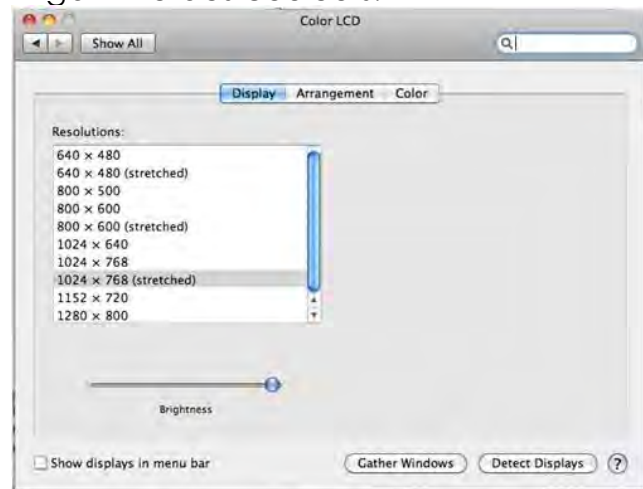 Color LCD
Show All
Display Arrangement Color
Resolutions:
640 × 480
640 × 480 (stretched)
800 × 500
800 × 600
800 × 600 (stretched)
1024 × 640
1024 × 768
1024 × 768 (stretched)
1152 × 720
1280 × 800
Brightness
Show displays in menu bar
Gather Windows
Detect Displays
?